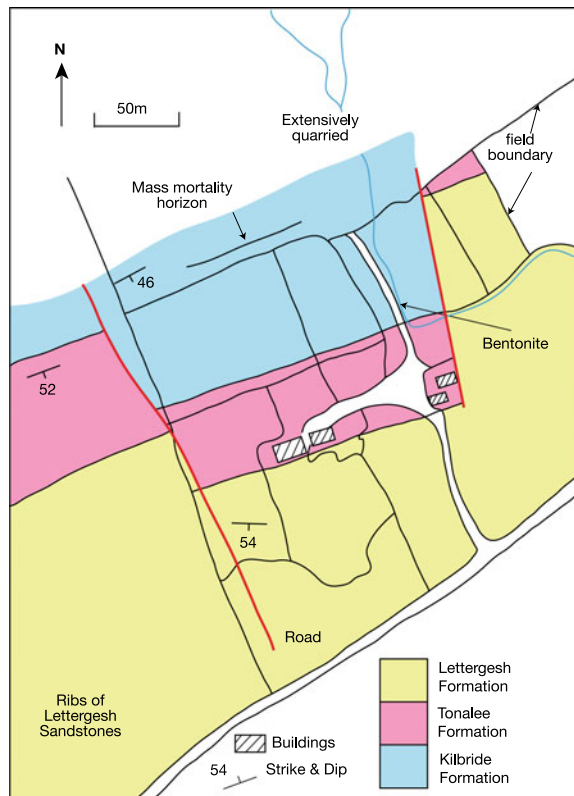 N
50m
Extensively
quarried
field
boundary
Mass mortality
horizon
46
Bentonite
52
54
Road
Ribs of
Lettergesh
Sandstones
Lettergesh
Formation
Tonalee
Formation
Kilbride
Formation
Buildings
54
Strike & Dip